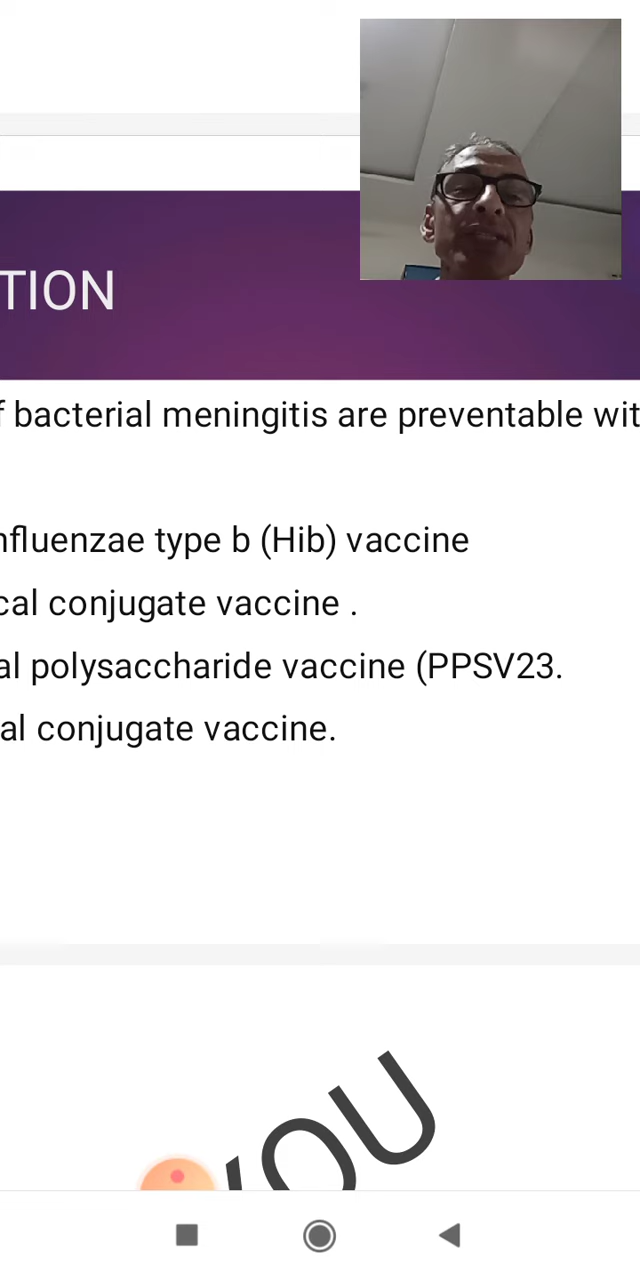 TION
f bacterial meningitis are preventable wit
nfluenzae type b (Hib) vaccine
cal conjugate vaccine .
al polysaccharide vaccine (PPSV23.
al conjugate vaccine.
YOU